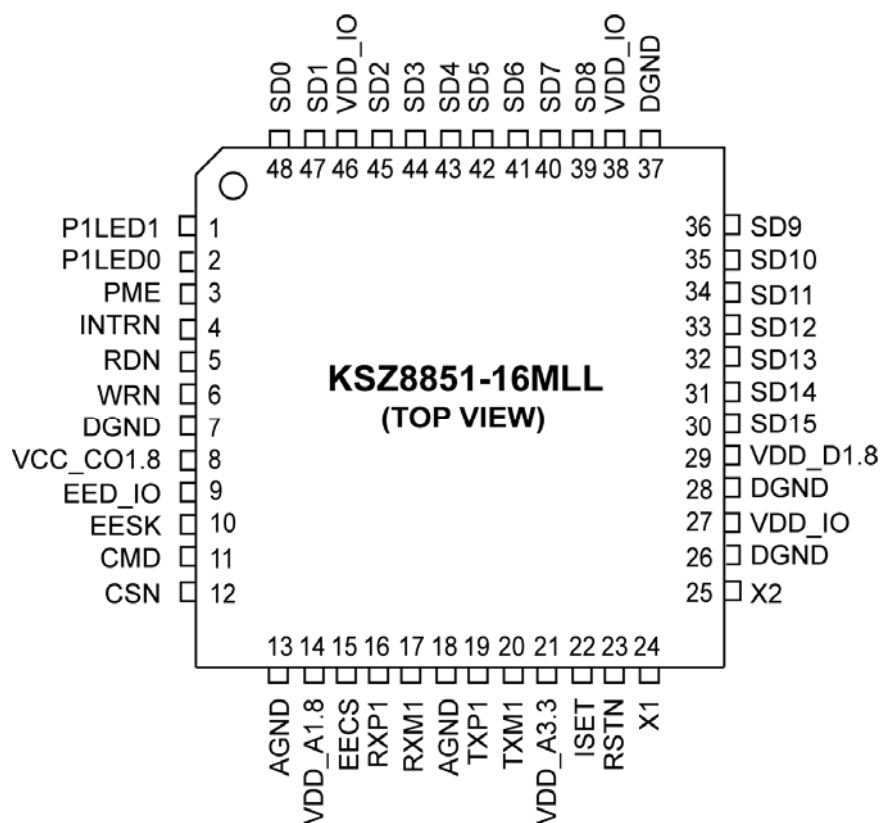 SD0
SD1
VDD_IO
SD2
SD3
SD4
SD5
SD6
SD7
SD8
VDD_IO
DGND
48 47 46 45 44 43 42 41 40 39 38 37
P1LED1 1
P1LED0 2
PME 3
INTRN 4
RDN 5
WRN 6
DGND 7
VCC_CO1.8 8
EED_IO 9
EESK 10
CMD 11
CSN 12
KSZ8851-16MLL
(TOP VIEW)
36 SD9
35 SD10
34 SD11
33 SD12
32 SD13
31 SD14
30 SD15
29 VDD_D1.8
28 DGND
27 VDD_IO
26 DGND
25 X2
13 14 15 16 17 18 19 20 21 22 23 24
AGND
VDD_A1.8
EECS
RXP1
RXM1
AGND
TXP1
TXM1
VDD_A3.3
ISET
RSTN
X1